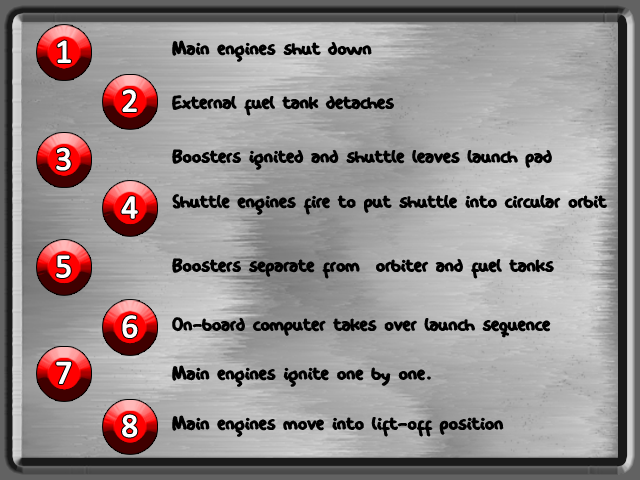 1 Main engines shut down
2 External fuel tank detaches
3 Boosters ignited and shuttle leaves launch pad
4 Shuttle engines fire to put shuttle into circular orbit
5 Boosters separate from orbiter and fuel tanks
6 On-board computer takes over launch sequence
7 Main engines ignite one by one.
8 Main engines move into lift-off position